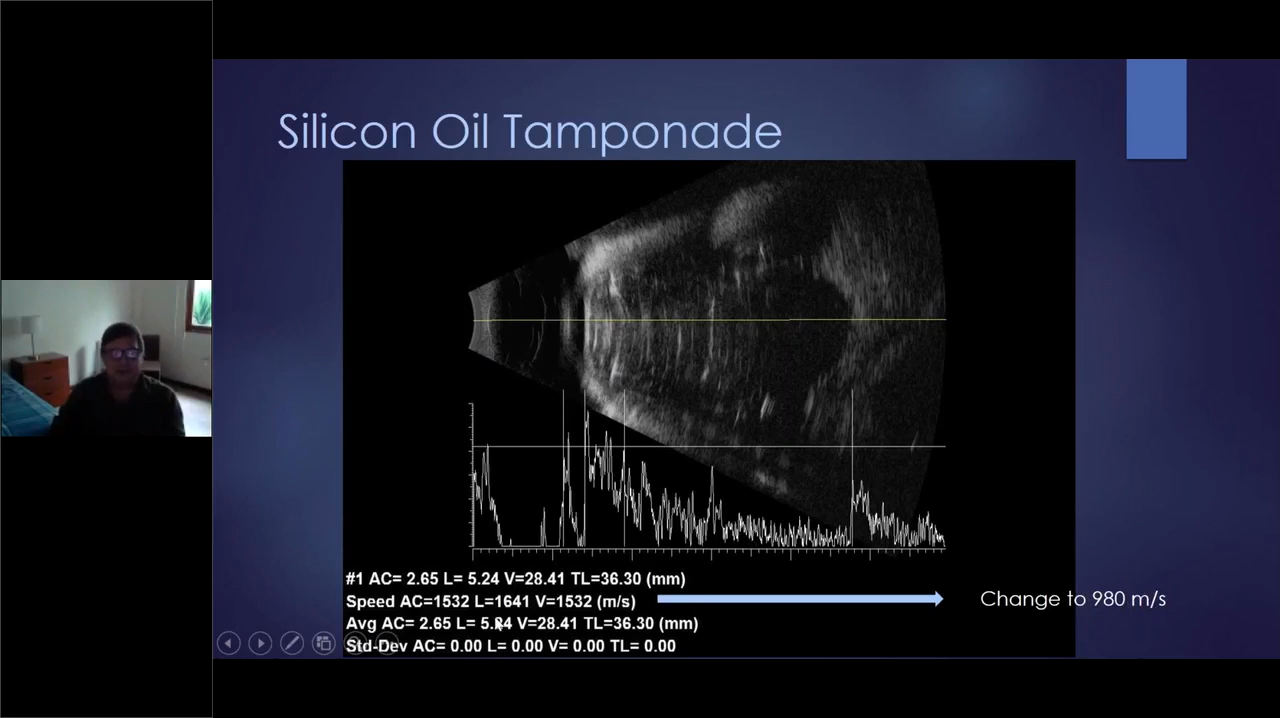 Silicon Oil Tamponade
#1 AC= 2.65 L= 5.24 V=28.41 TL=36.30 (mm)
Speed AC=1532 L=1641 V=1532 (m/s)
Change to 980 m/s
Avg AC= 2.65 L= 5.24 V=28.41 TL=36.30 (mm)
Std-Dev AC= 0.00 L= 0.00 V= 0.00 TL= 0.00